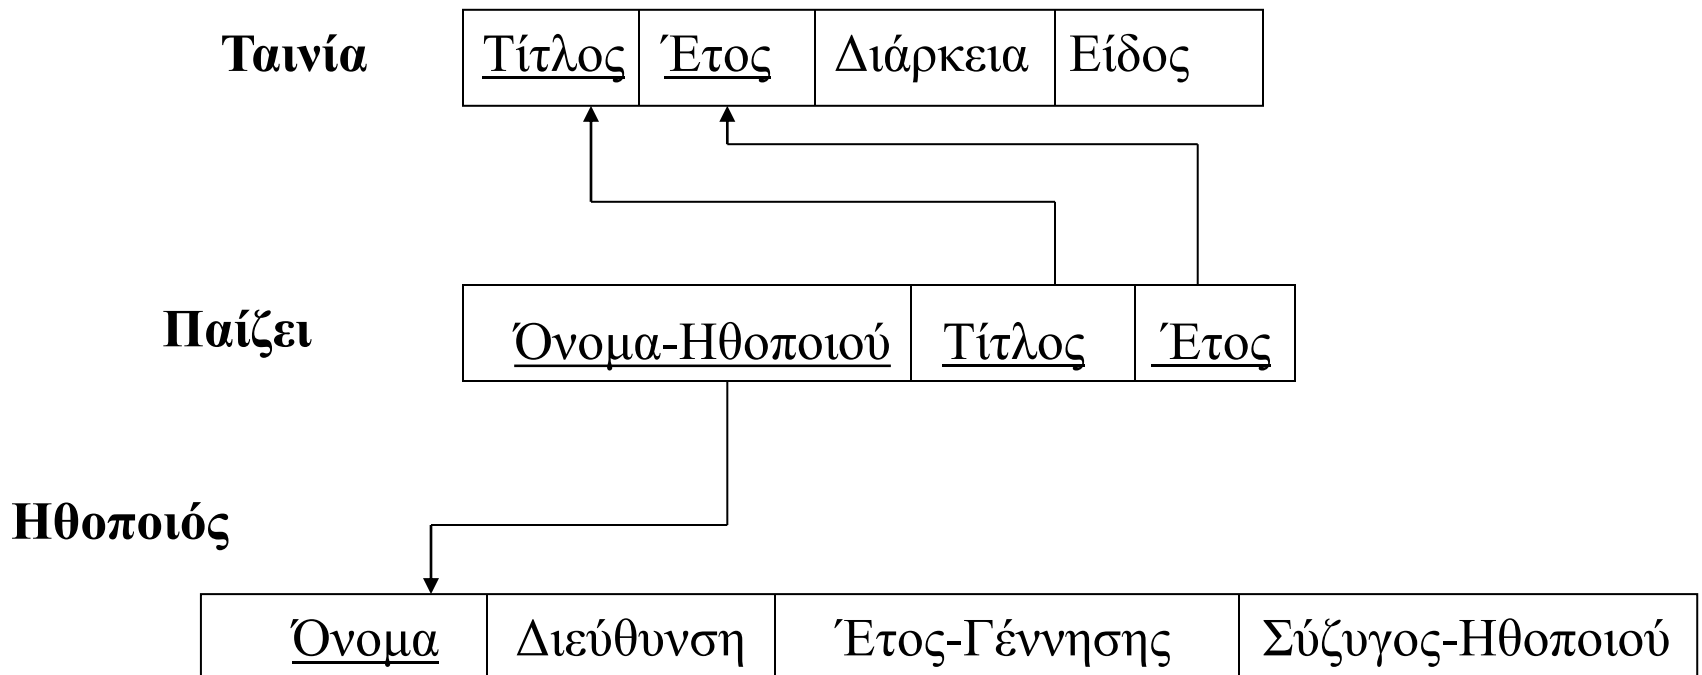 Ταινία Τίτλος Έτος Διάρκεια Είδος
Παίζει Όνομα-Ηθοποιού Τίτλος Έτος
Ηθοποιός
Όνομα Διεύθυνση Έτος-Γέννησης Σύζυγος-Ηθοποιού